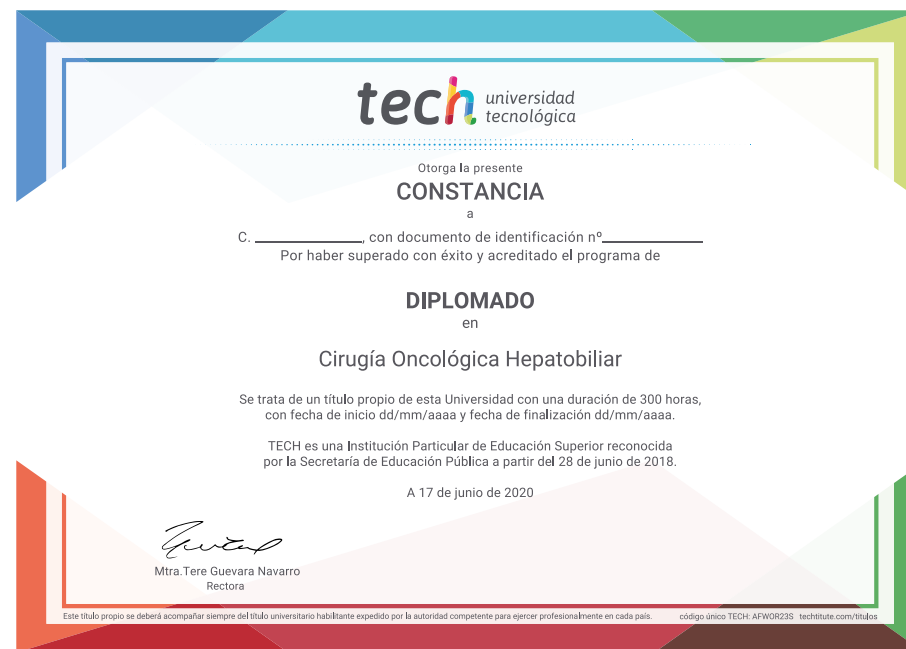 tech universidad
tecnológica
Otorga la presente
CONSTANCIA
a
C. ______________, con documento de identificación nº_____________
Por haber superado con éxito y acreditado el programa de
DIPLOMADO
en
Cirugía Oncológica Hepatobiliar
Se trata de un título propio de esta Universidad con una duración de 300 horas,
con fecha de inicio dd/mm/aaaa y fecha de finalización dd/mm/aaaa.
TECH es una Institución Particular de Educación Superior reconocida
por la Secretaría de Educación Pública a partir del 28 de junio de 2018.
A 17 de junio de 2020
Mtra.Tere Guevara Navarro
Rectora
Este título propio se deberá acompañar siempre del título universitario habilitante expedido por la autoridad competente para ejercer profesionalmente en cada país. código único TECH: AFWOR23S techtitute.com/titulos